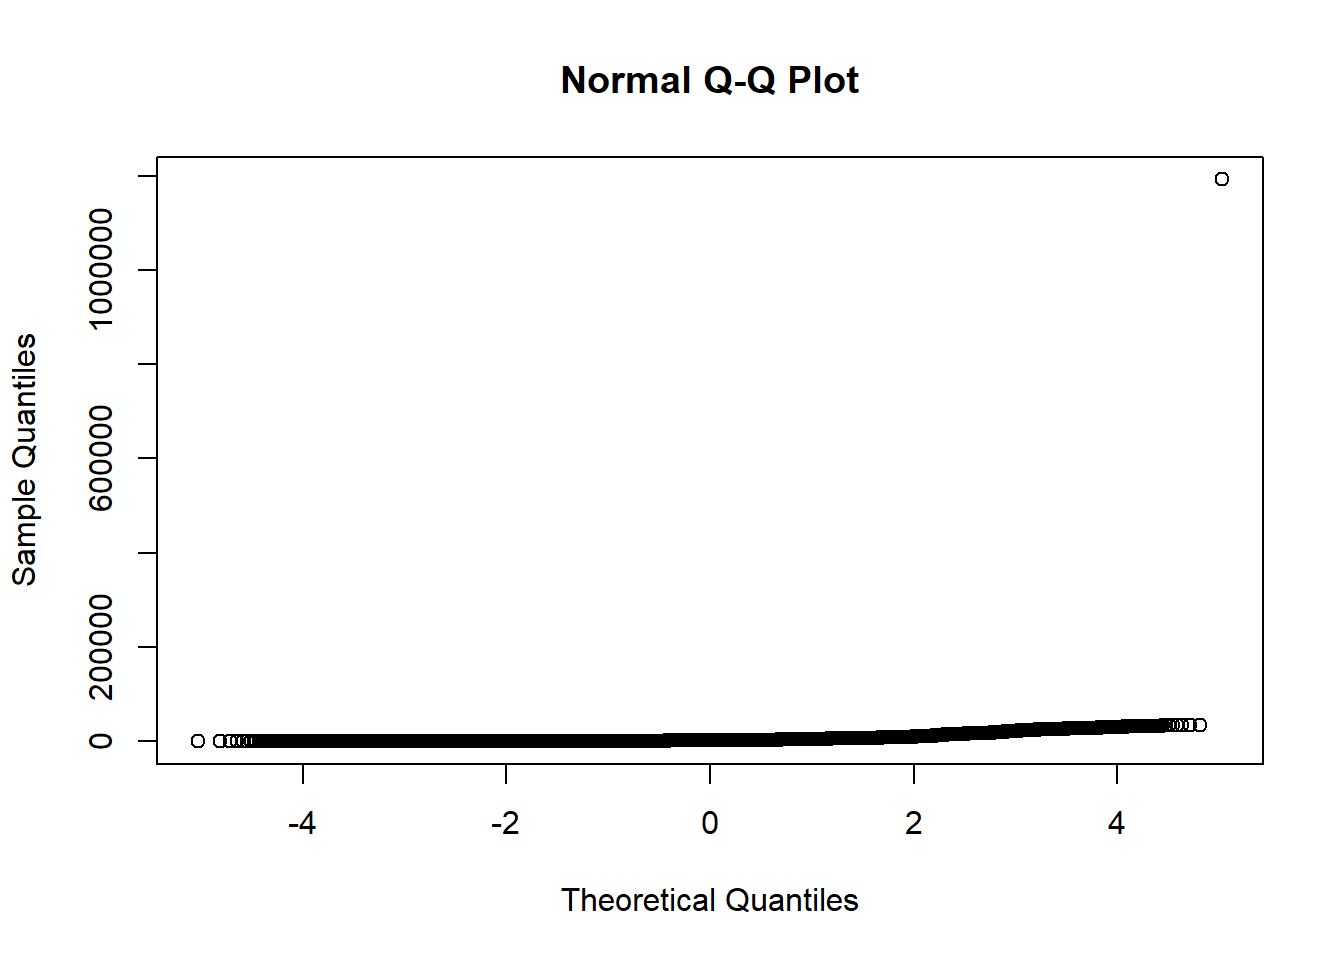 Normal Q-Q Plot
Sample Quantiles
1000000
600000
200000
0
-4 -2 0 2 4
Theoretical Quantiles